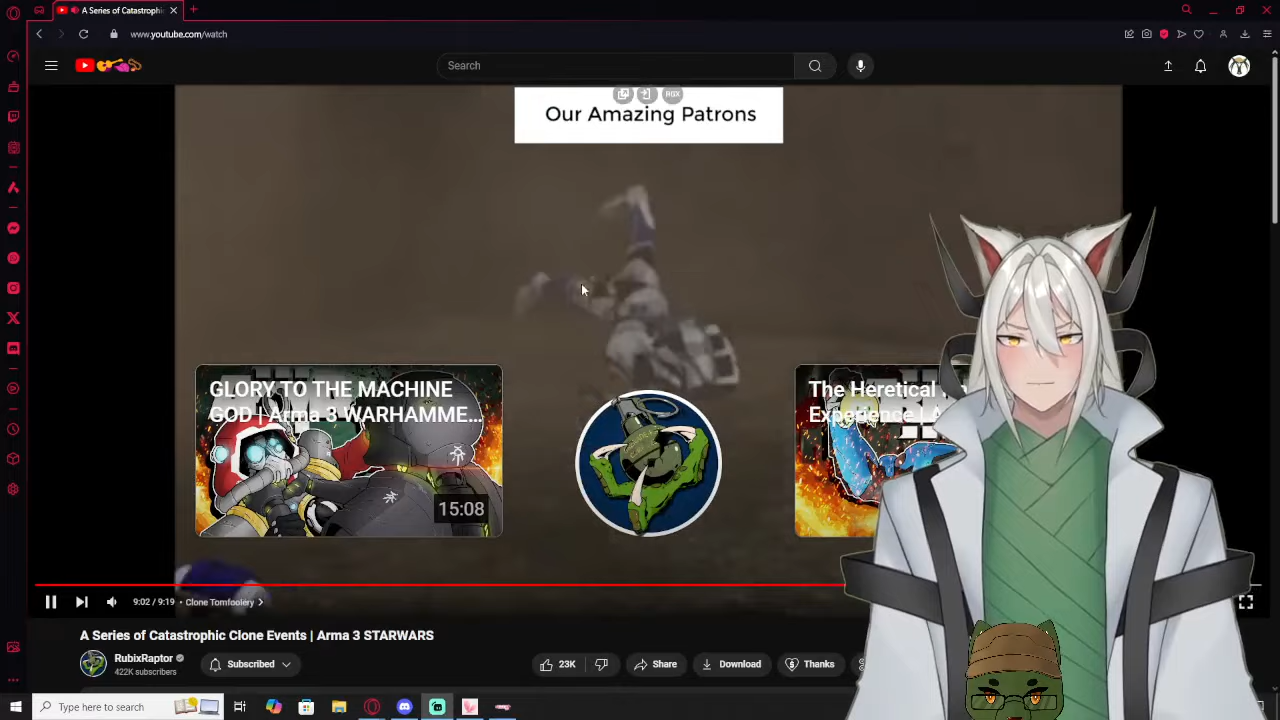 A Series of Catastrophi
www.youtube.com/watch
Search
Our Amazing Patrons
GLORY TO THE MACHINE
GOD | Arma 3 WARHAMME...
15:08
The Heretical
Experience |
9:02 / 9:19 • Clone Tomfoolery
A Series of Catastrophic Clone Events | Arma 3 STARWARS
RubixRaptor
422K subscribers
Subscribed
23K
Share
Download
Thanks
Type here to search